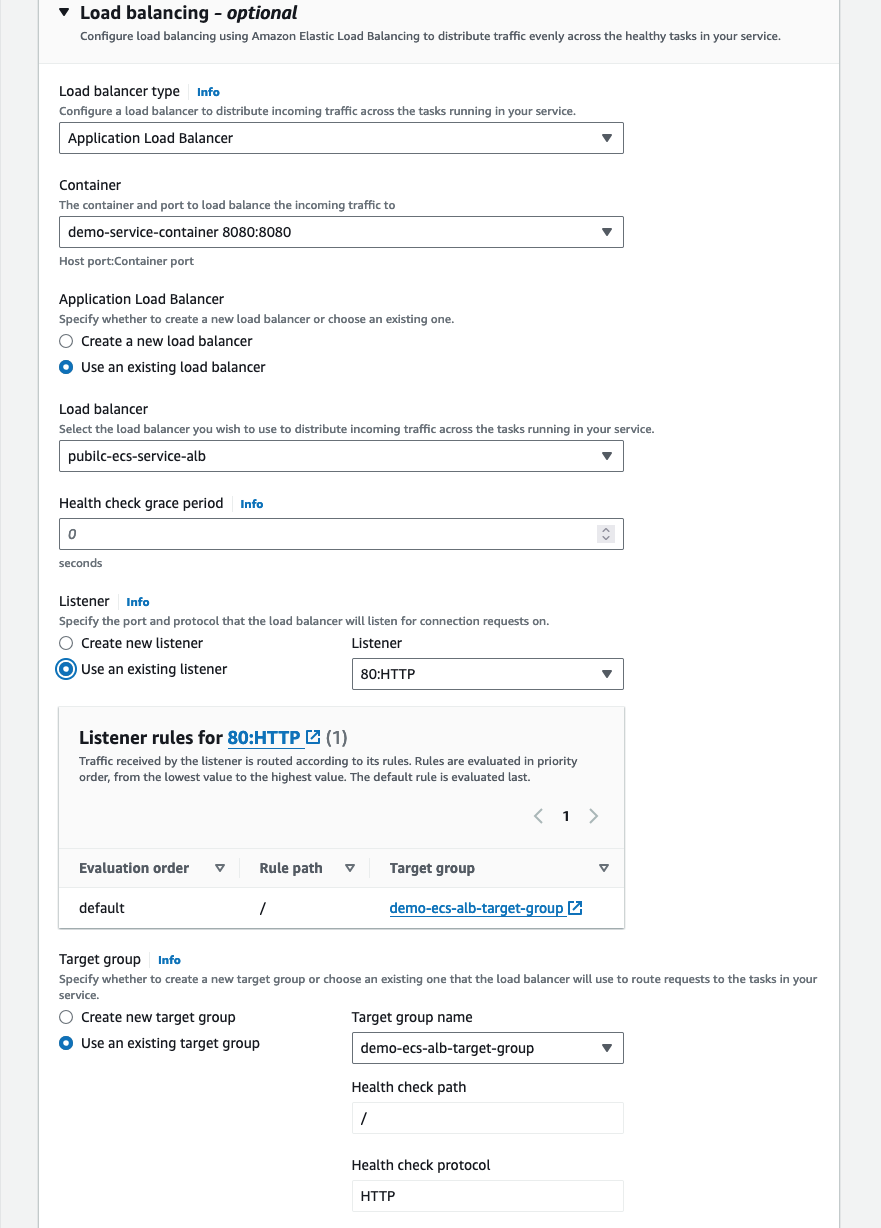 Load balancing - optional
Configure load balancing using Amazon Elastic Load Balancing to distribute traffic evenly across the healthy tasks in your service.
Load balancer type Info
Configure a load balancer to distribute incoming traffic across the tasks running in your service.
Application Load Balancer
Container
The container and port to load balance the incoming traffic to
demo-service-container 8080:8080
Host port:Container port
Application Load Balancer
Specify whether to create a new load balancer or choose an existing one.
Create a new load balancer
Use an existing load balancer
Load balancer
Select the load balancer you wish to use to distribute incoming traffic across the tasks running in your service.
pubilc-ecs-service-alb
Health check grace period Info
0
seconds
Listener Info
Specify the port and protocol that the load balancer will listen for connection requests on.
Create new listener
Use an existing listener
Listener
80:HTTP
Listener rules for 80:HTTP (1)
Traffic received by the listener is routed according to its rules. Rules are evaluated in priority
order, from the lowest value to the highest value. The default rule is evaluated last.
1
Evaluation order Rule path Target group
default / demo-ecs-alb-target-group
Target group Info
Specify whether to create a new target group or choose an existing one that the load balancer will use to route requests to the tasks in your
service.
Create new target group
Use an existing target group
Target group name
demo-ecs-alb-target-group
Health check path
/
Health check protocol
HTTP